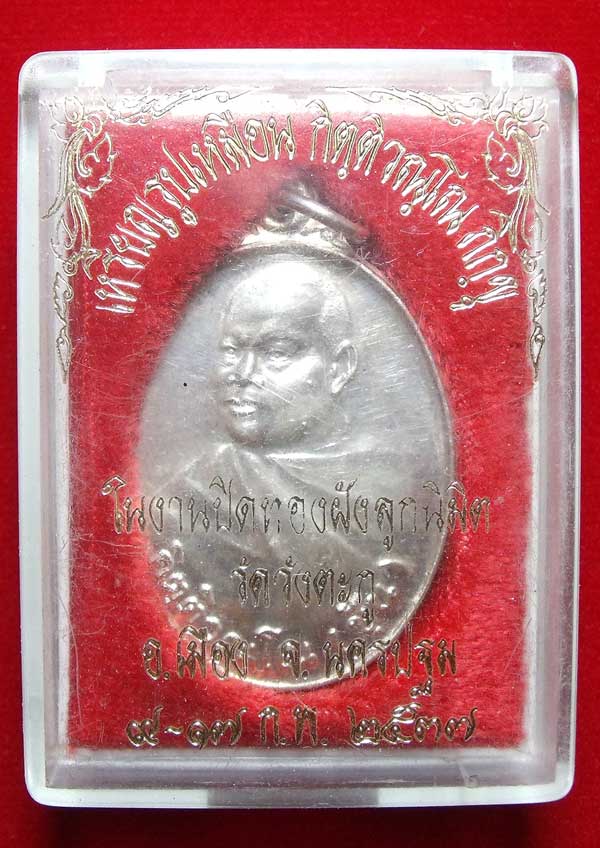 เหรียญรูปเหมือน กิตฺติวณฺโณ ภิกฺขุ
ในงานปิดทองฝังลูกนิมิต
วัดวังตะกู
อ.เมือง จ.นครปฐม
๙-๑๗ ก.พ. ๒๕๓๗